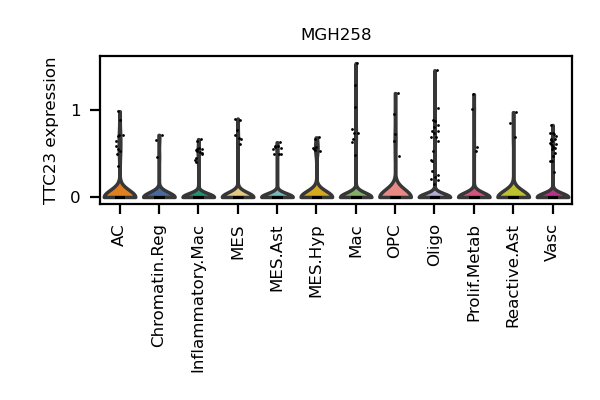 MGH258
TTC23 expression
1
0
AC
Chromatin.Reg
Inflammatory.Mac
MES
MES.Ast
MES.Hyp
Mac
OPC
Oligo
Prolif.Metab
Reactive.Ast
Vasc